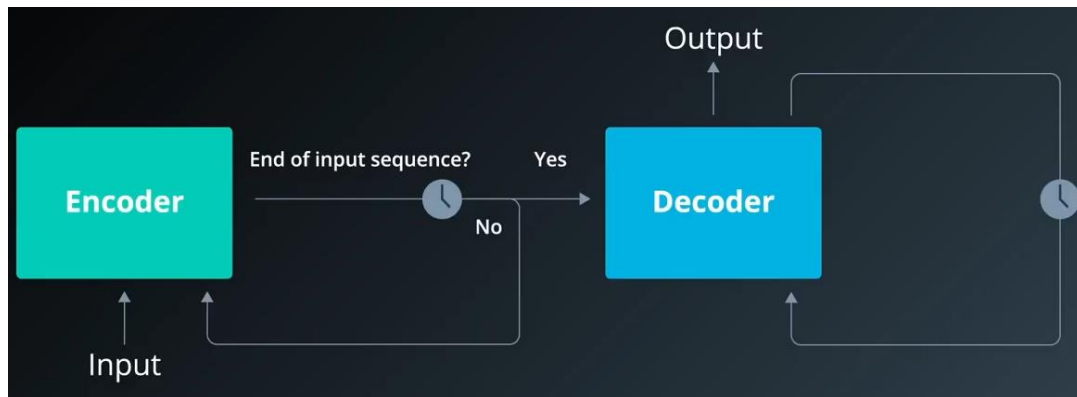 Output
End of input sequence?
Yes
Encoder
Decoder
No
Input